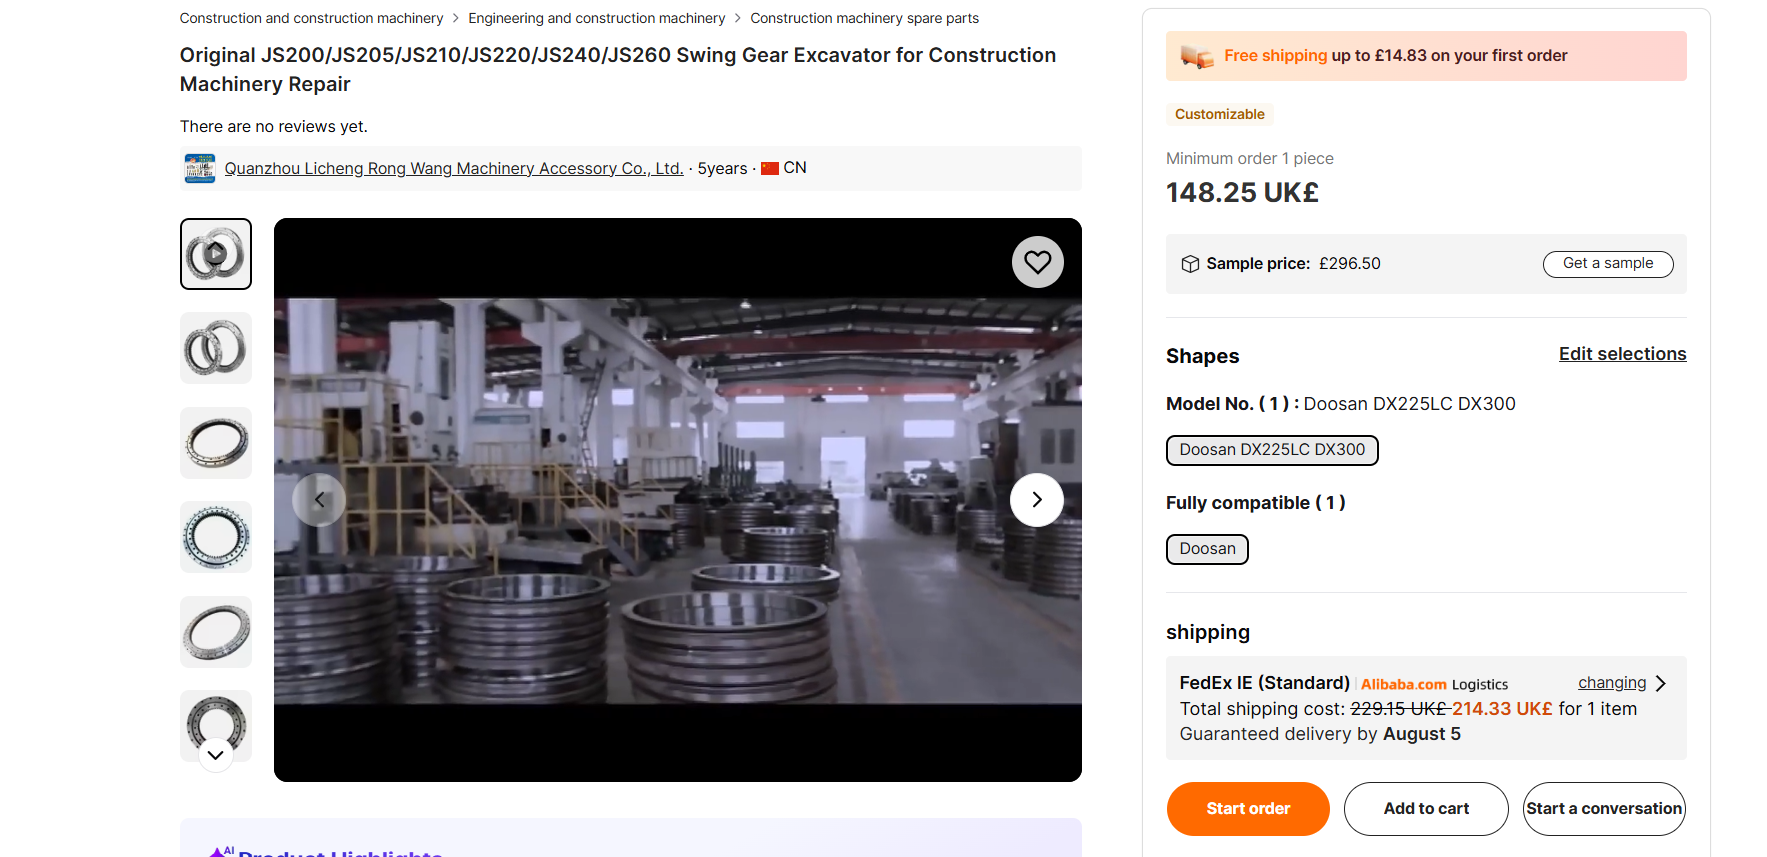 Construction and construction machinery > Engineering and construction machinery > Construction machinery spare parts
Original JS200/JS205/JS210/JS220/JS240/JS260 Swing Gear Excavator for Construction
Machinery Repair
There are no reviews yet.
Quanzhou Licheng Rong Wang Machinery Accessory Co., Ltd. · 5years · CN
AI Product Highlights
Free shipping up to £14.83 on your first order
Customizable
Minimum order 1 piece
148.25 UK£
Sample price: £296.50
Get a sample
Shapes
Edit selections
Model No. ( 1 ) : Doosan DX225LC DX300
Doosan DX225LC DX300
Fully compatible ( 1 )
Doosan
shipping
FedEx IE (Standard) | Alibaba.com Logistics
changing
Total shipping cost: 229.15 UK£ 214.33 UK£ for 1 item
Guaranteed delivery by August 5
Start order
Add to cart
Start a conversation